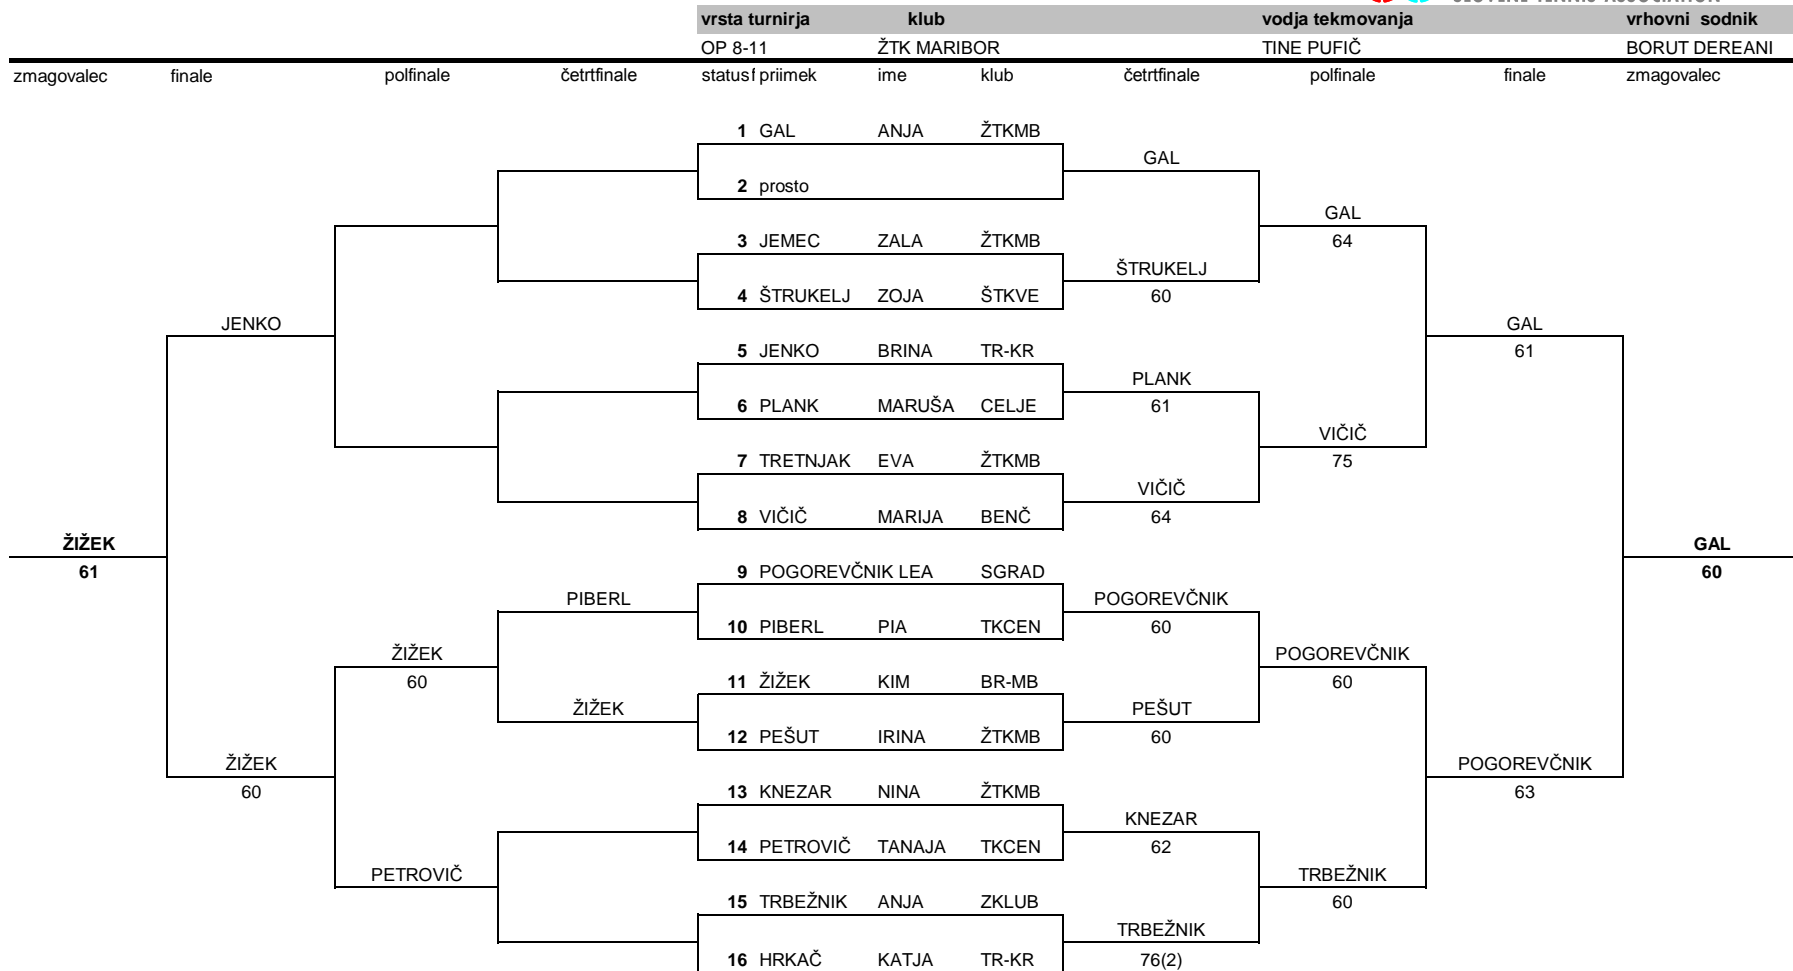 SLOVENE TENNIS ASSOCIATION
vrsta turnirja klub vodja tekmovanja vrhovni sodnik
OP 8-11 ŽTK MARIBOR TINE PUFIČ BORUT DEREANI
zmagovalec finale polfinale četrtfinale status priimek ime klub četrtfinale polfinale finale zmagovalec
1 GAL ANJA ŽTKMB
GAL
2 prosto
GAL
3 JEMEC ZALA ŽTKMB 64
ŠTRUKELJ
4 ŠTRUKELJ ZOJA ŠTKVE 60
JENKO GAL
5 JENKO BRINA TR-KR 61
PLANK
6 PLANK MARUŠA CELJE 61
VIČIČ
7 TRETNJAK EVA ŽTKMB 75
VIČIČ
8 VIČIČ MARIJA BENČ 64
ŽIŽEK GAL
61 9 POGOREVČNIK LEA SGRAD 60
PIBERL POGOREVČNIK
10 PIBERL PIA TKCEN 60
ŽIŽEK POGOREVČNIK
60 11 ŽIŽEK KIM BR-MB 60
ŽIŽEK PEŠUT
12 PEŠUT IRINA ŽTKMB 60
ŽIŽEK POGOREVČNIK
60 13 KNEZAR NINA ŽTKMB 63
KNEZAR
14 PETROVIČ TANAJA TKCEN 62
PETROVIČ TRBEŽNIK
15 TRBEŽNIK ANJA ZKLUB 60
TRBEŽNIK
16 HRKAČ KATJA TR-KR 76(2)